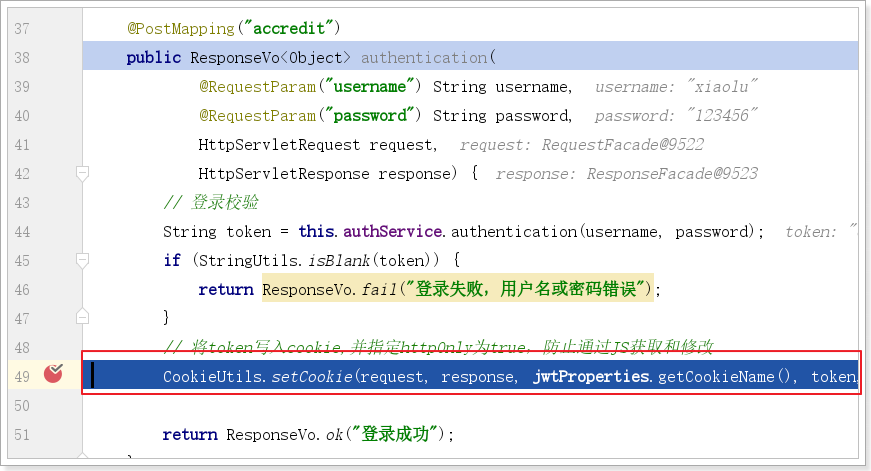 37 @PostMapping("accredit")
38 public ResponseVo<Object> authentication(
39 @RequestParam("username") String username, username: "xiaolu"
40 @RequestParam("password") String password, password: "123456"
41 HttpServletRequest request, request: RequestFacade@9522
42 HttpServletResponse response) { response: ResponseFacade@9523
43 // 登录校验
44 String token = this.authService.authentication(username, password); token: "
45 if (StringUtils.isBlank(token)) {
46 return ResponseVo.fail("登录失败，用户名或密码错误");
47 }
48 // 将token写入cookie,并指定httpOnly为true，防止通过JS获取和修改
49 CookieUtils.setCookie(request, response, jwtProperties.getCookieName(), token,
50
51 return ResponseVo.ok("登录成功");